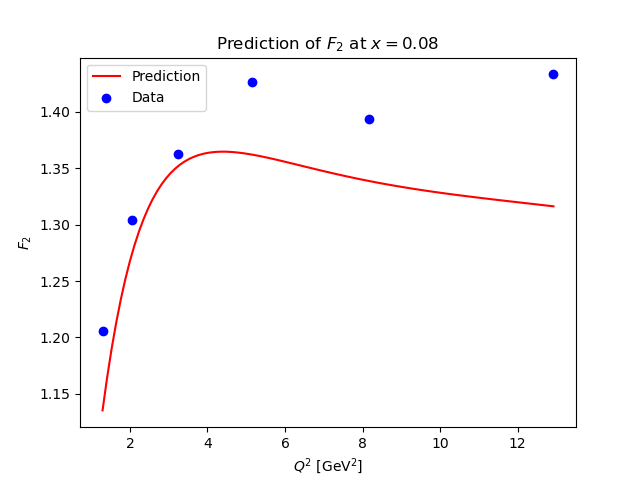 Prediction of $F_2$ at $x = 0.08$
Prediction
Data
1.40
1.35
1.30
1.25
1.20
1.15
$F_2$
2 4 6 8 10 12
$Q^2$ [GeV$^2$]